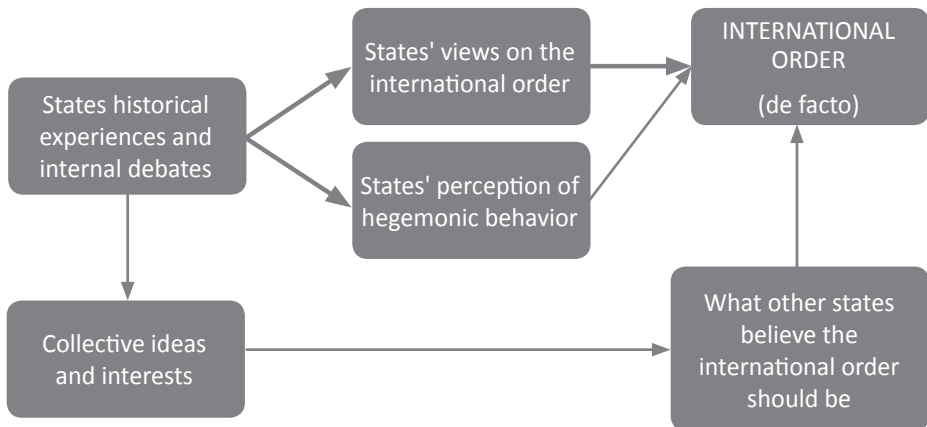 States' views on the
international order
INTERNATIONAL
ORDER
(de facto)
States historical
experiences and
internal debates
States' perception of
hegemonic behavior
Collective ideas
and interests
What other states
believe the
international order
should be